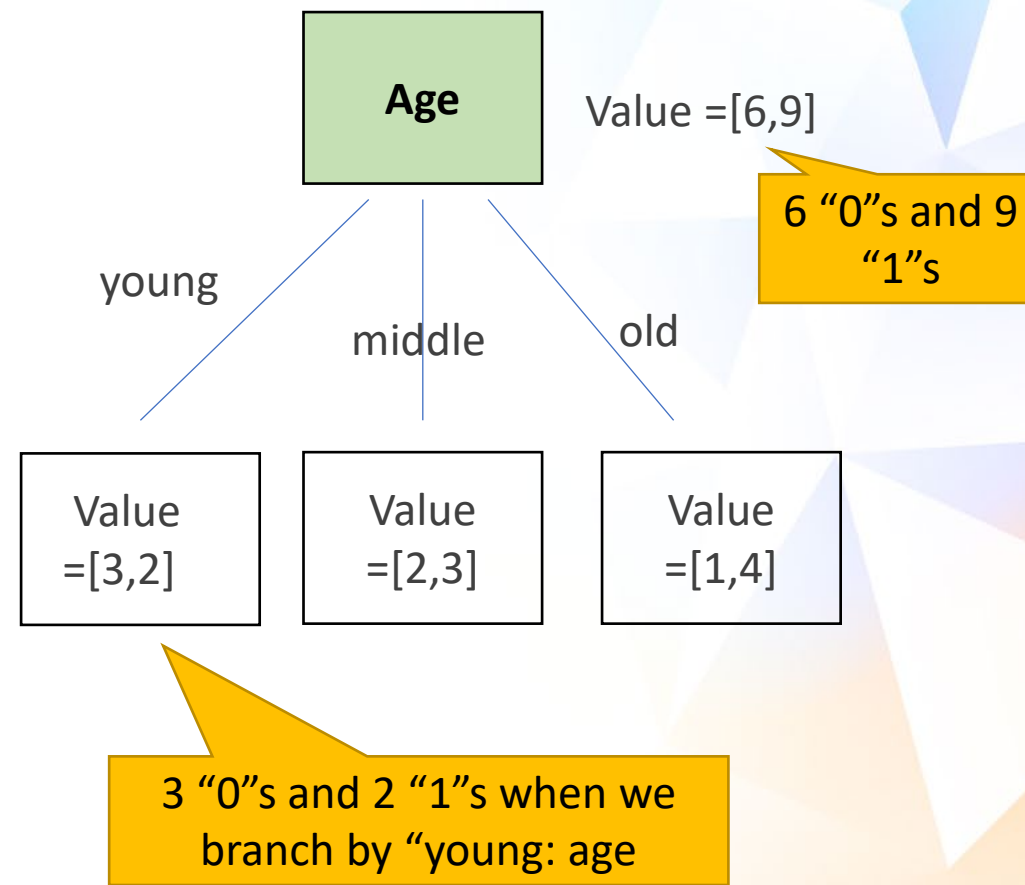 Age
Value =[6,9]
6 “0”s and 9
“1”s
young
middle
old
Value
=[3,2]
Value
=[2,3]
Value
=[1,4]
3 “0”s and 2 “1”s when we
branch by “young: age